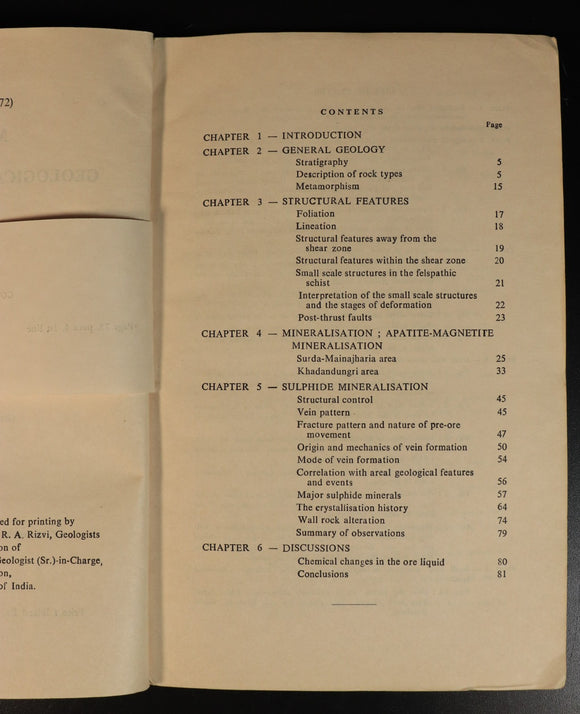 72)
GEOLOGICA
ed for printing by
R. A. Rizvi, Geologists
on of
Geologist (Sr.)-in-Charge,
on,
of India.
CONTENTS
Page
CHAPTER 1 — INTRODUCTION
CHAPTER 2 — GENERAL GEOLOGY
Stratigraphy 5
Description of rock types 5
Metamorphism 15
CHAPTER 3 — STRUCTURAL FEATURES
Foliation 17
Lineation 18
Structural features away from the
shear zone 19
Structural features within the shear zone 20
Small scale structures in the felspathic
schist 21
Interpretation of the small scale structures
and the stages of deformation 22
Post-thrust faults 23
CHAPTER 4 — MINERALISATION ; APATITE-MAGNETITE
MINERALISATION
Surda-Mainajharia area 25
Khadandungri area 33
CHAPTER 5 — SULPHIDE MINERALISATION
Structural control 45
Vein pattern 45
Fracture pattern and nature of pre-ore
movement 47
Origin and mechanics of vein formation 50
Mode of vein formation 54
Correlation with areal geological features
and events 56
Major sulphide minerals 57
The erystallisation history 64
Wall rock alteration 74
Summary of observations 79
CHAPTER 6 — DISCUSSIONS
Chemical changes in the ore liquid 80
Conclusions 81